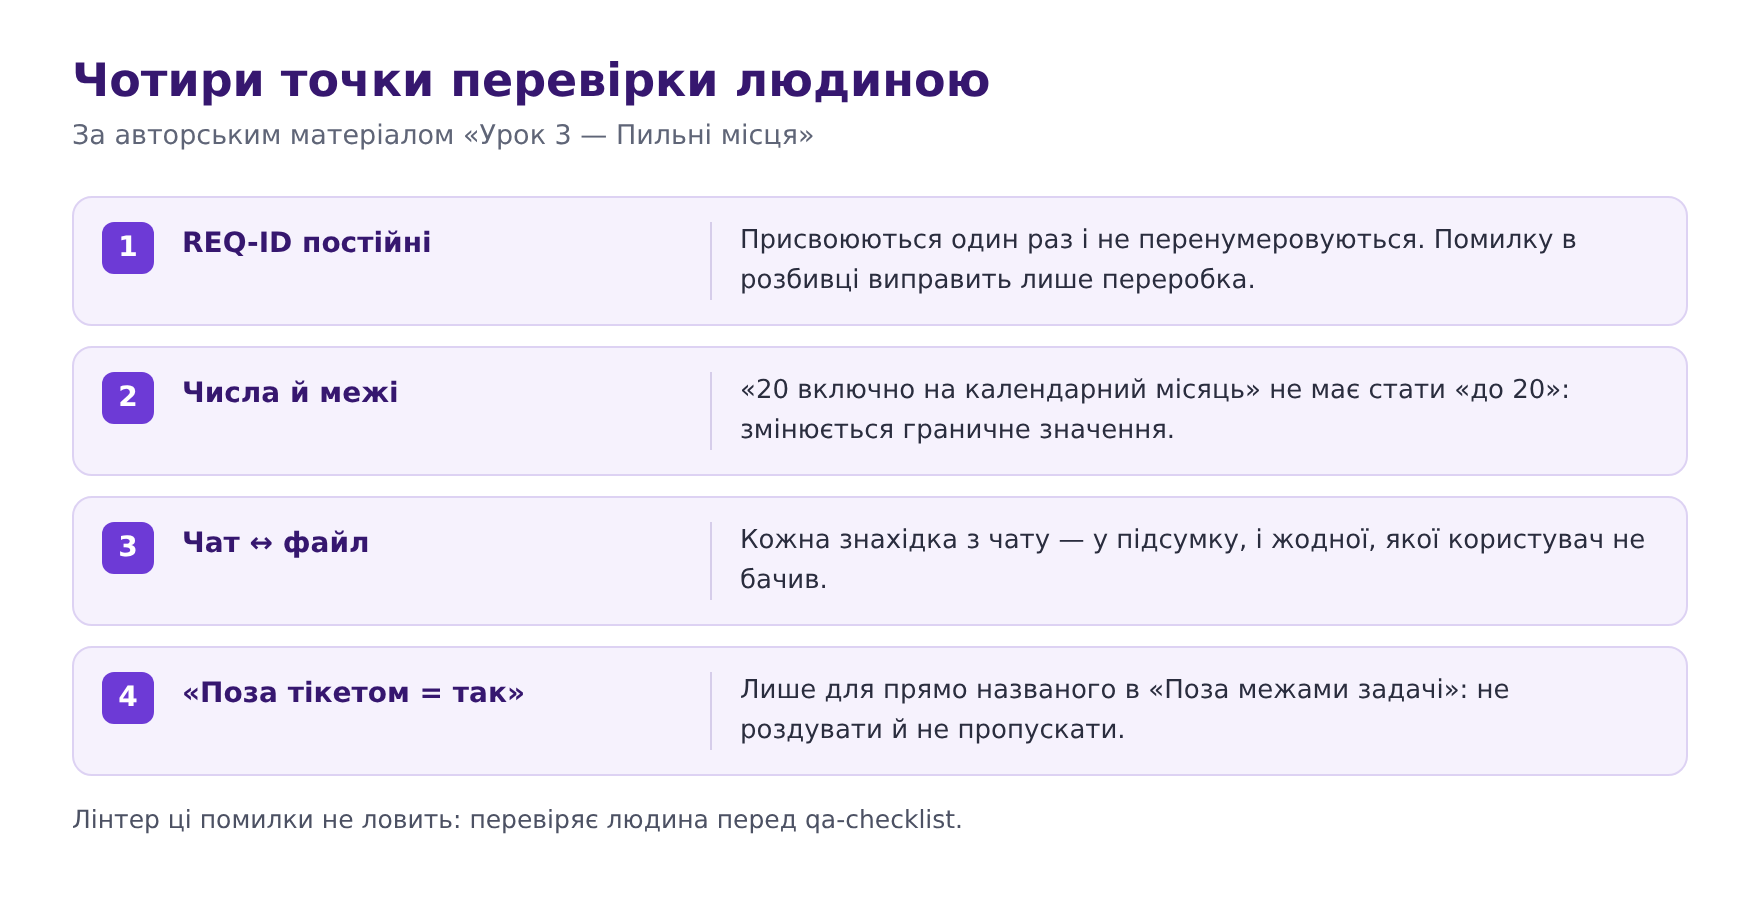 Чотири точки перевірки людиною
За авторським матеріалом «Урок 3 — Пильні місця»
1
REQ-ID постійні
Присвоюються один раз і не перенумеровуються. Помилку в
розбивці виправить лише переробка.
2
Числа й межі
«20 включно на календарний місяць» не має стати «до 20»:
змінюється граничне значення.
3
Чат ↔ файл
Кожна знахідка з чату — у підсумку, і жодної, якої користувач не
бачив.
4
«Поза тікетом = так»
Лише для прямо названого в «Поза межами задачі»: не
роздувати й не пропускати.
Лінтер ці помилки не ловить: перевіряє людина перед qa-checklist.